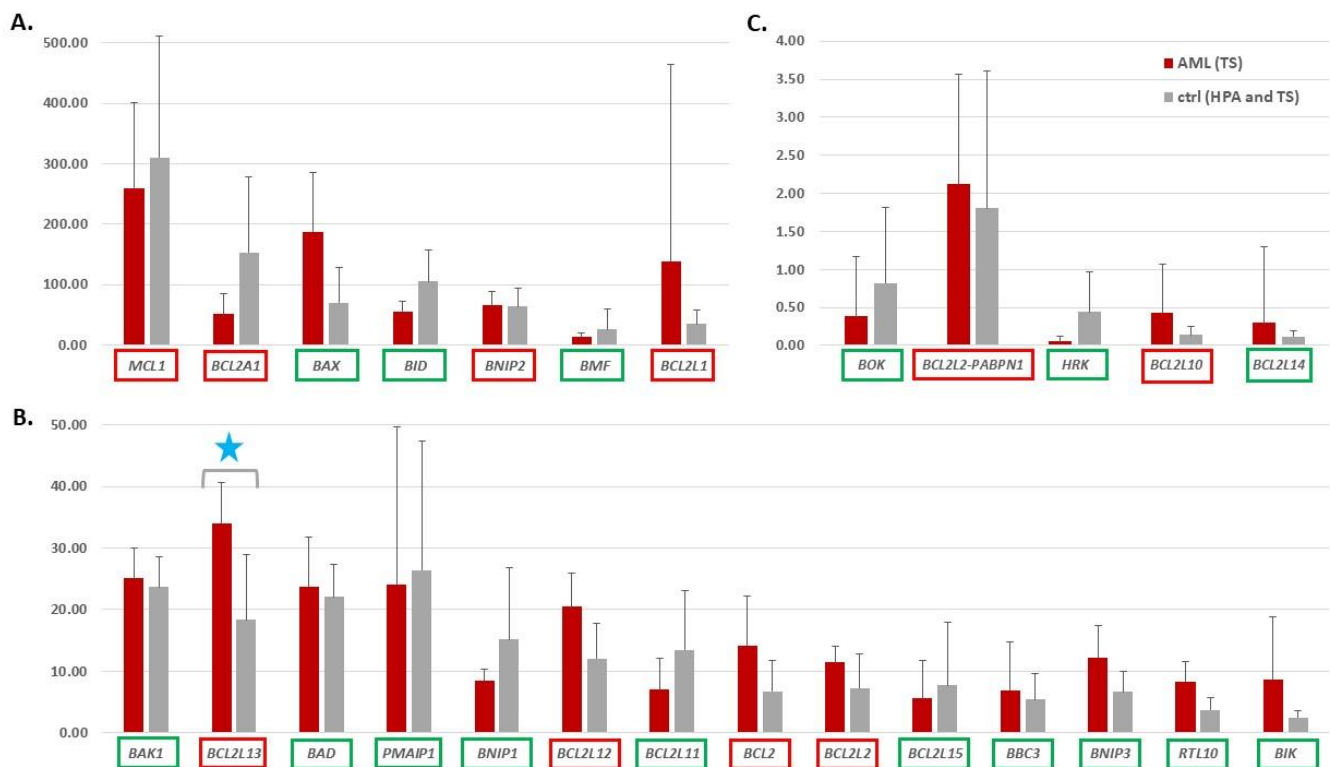 A.
500.00
400.00
300.00
200.00
100.00
0.00
MCL1 BCL2A1 BAX BID BNIP2 BMF BCL2L1
C.
4.00
3.50
3.00
2.50
2.00
1.50
1.00
0.50
0.00
AML (TS)
ctrl (HPA and TS)
BOK BCL2L2-PABPN1 HRK BCL2L10 BCL2L14
B.
50.00
40.00
30.00
20.00
10.00
0.00
BAK1 BCL2L13 BAD PMAIP1 BNIP1 BCL2L12 BCL2L11 BCL2 BCL2L2 BCL2L15 BBC3 BNIP3 RTL10 BIK